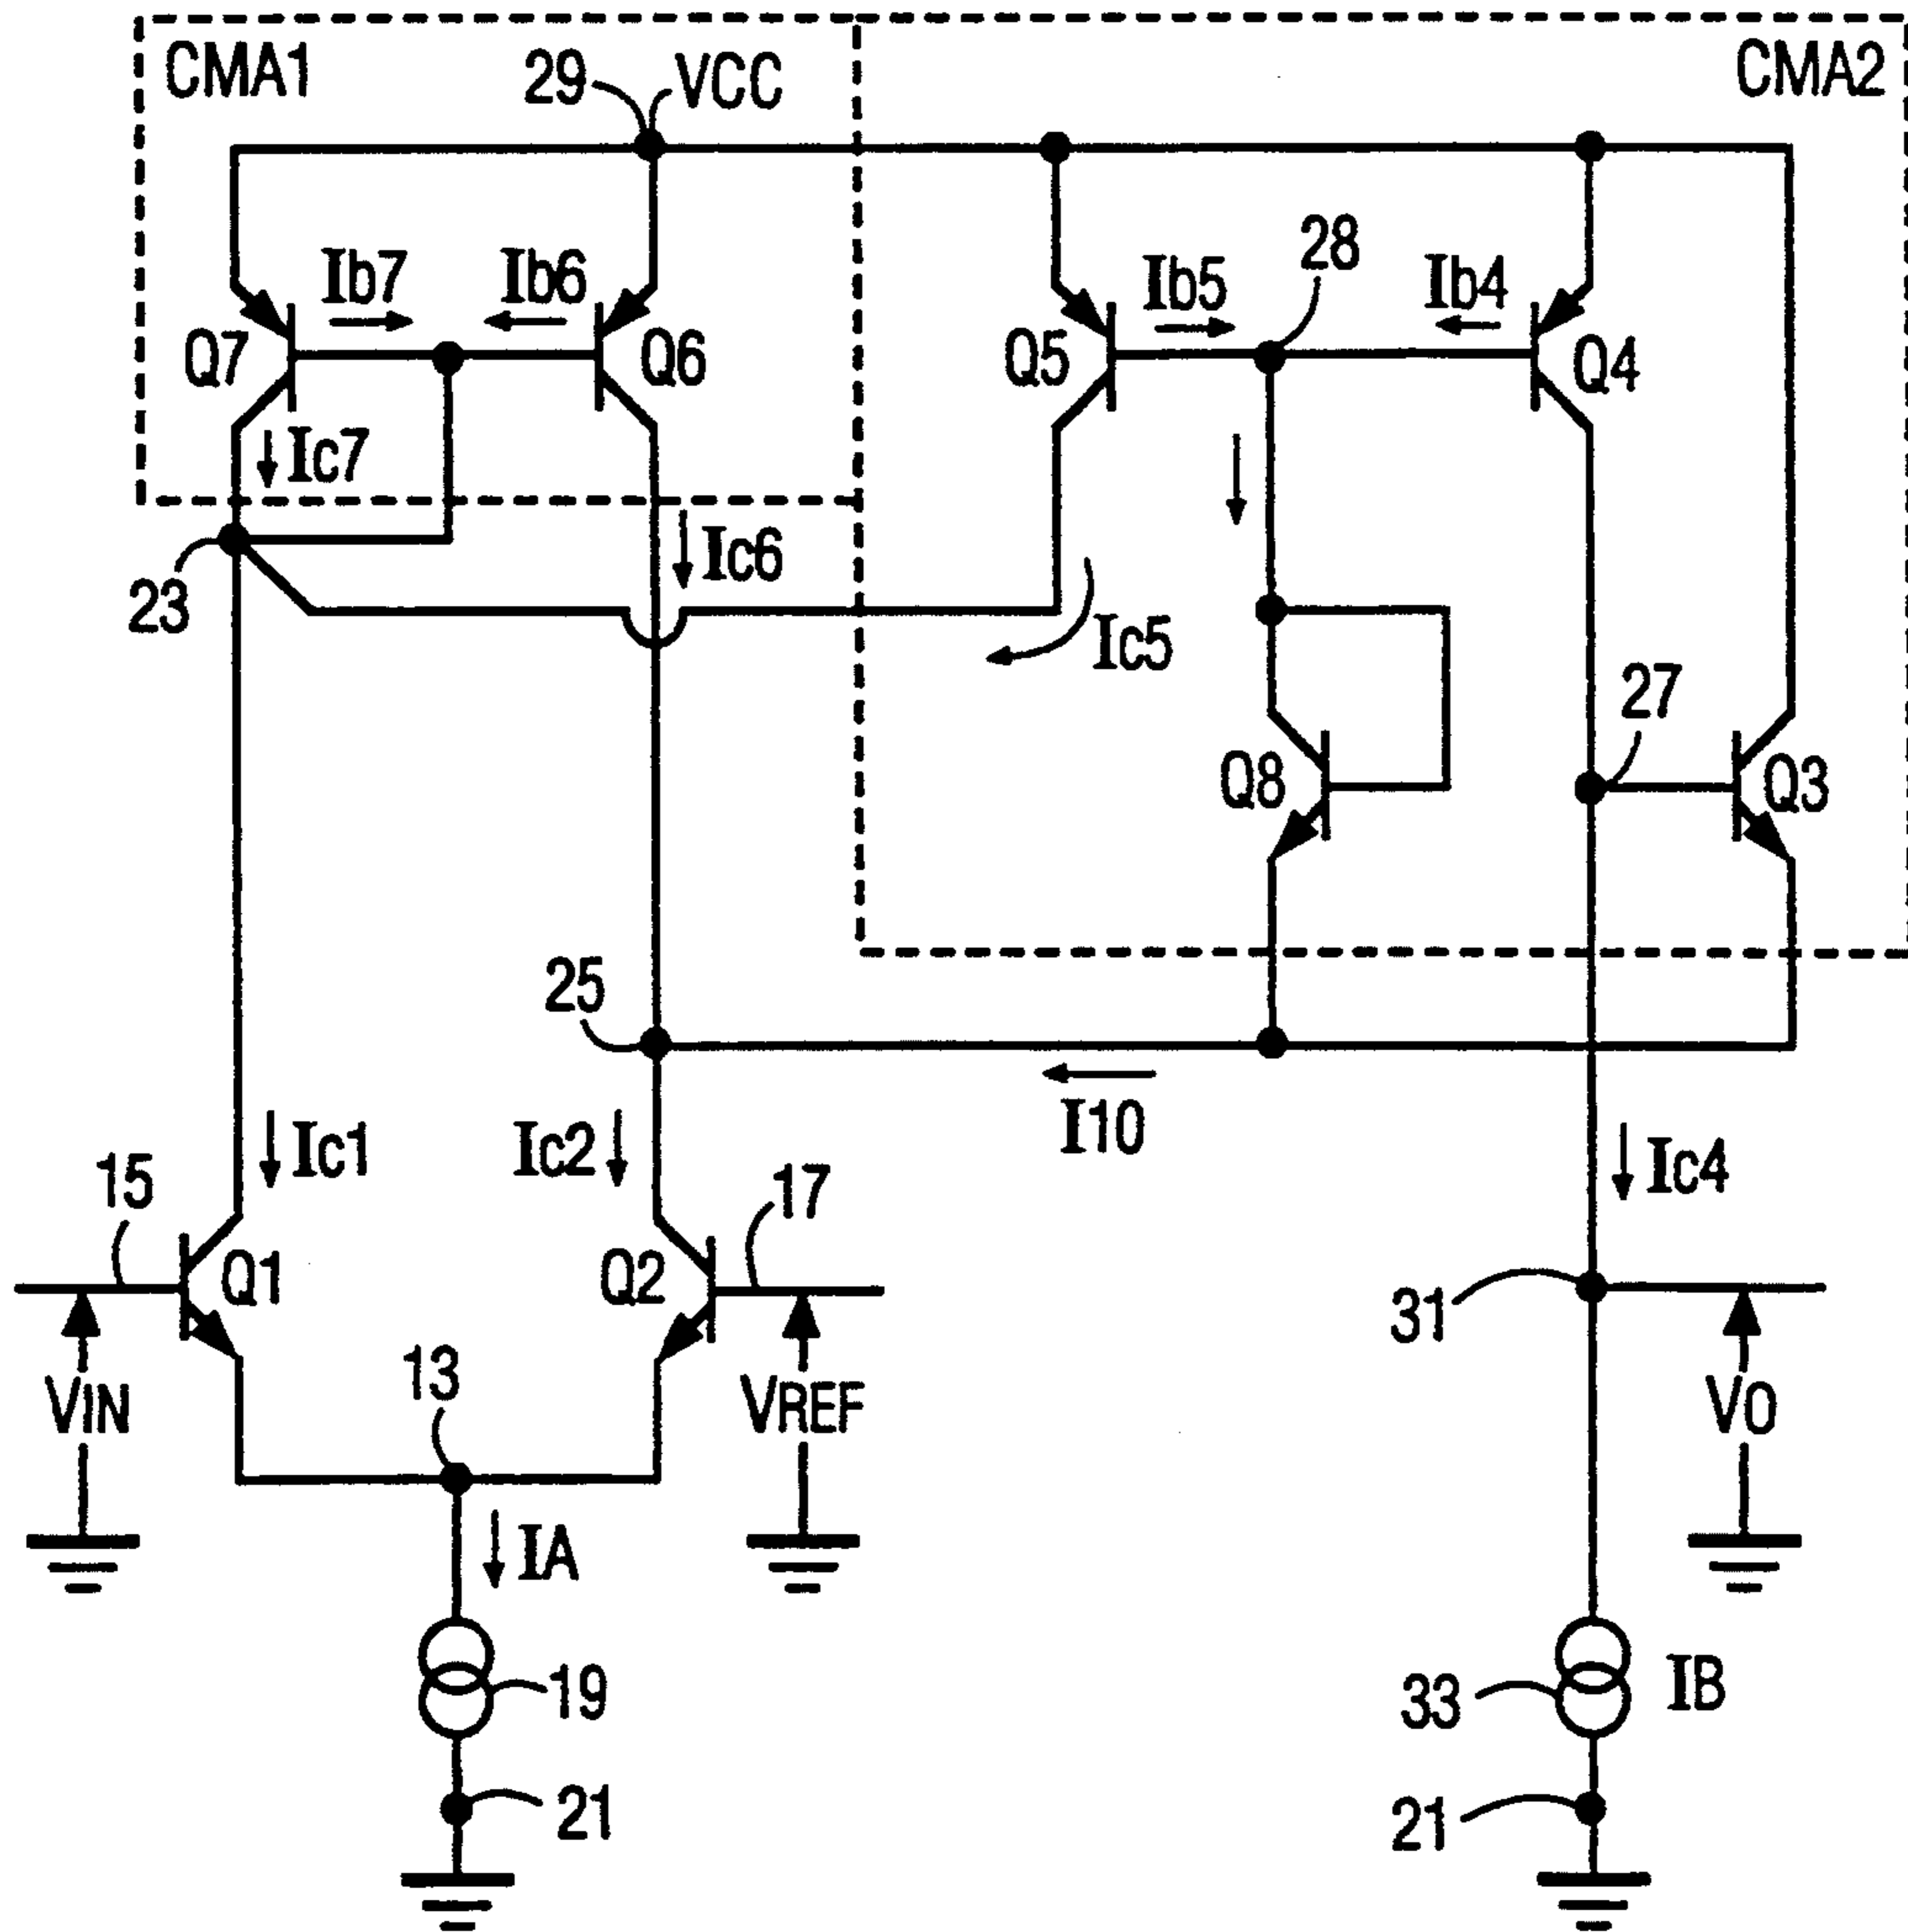 CMA1
29
VCC
CMA2
Ib7
Ib6
Ib5
28
Ib4
Q7
Q6
Q5
Q4
Ic7
Ic6
23
Ic5
27
Q8
Q3
25
I10
Ic1
Ic2
Ic4
15
17
Q1
Q2
31
13
VIN
VREF
VO
IA
19
33
IB
21
21